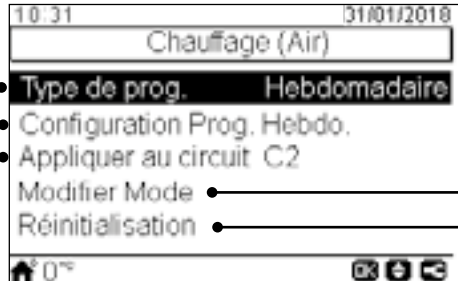 10:31 31/01/2018
Chauffage (Air)
Type de prog. Hebdomadaire
Configuration Prog. Hebdo.
Appliquer au circuit C2
Modifier Mode
Réinitialisation
0°C OK